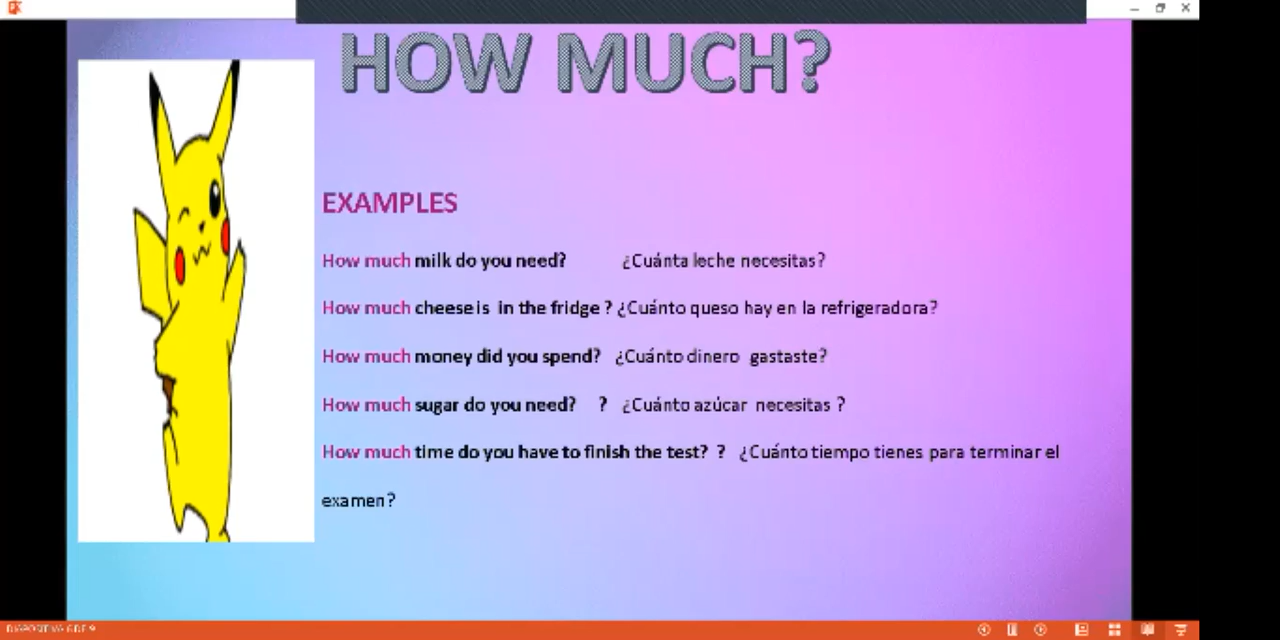 HOW MUCH?
EXAMPLES
How much milk do you need? ¿Cuánta leche necesitas?
How much cheese is in the fridge ? ¿Cuánto queso hay en la refrigeradora?
How much money did you spend? ¿Cuánto dinero gastaste?
How much sugar do you need? ? ¿Cuánto azúcar necesitas ?
How much time do you have to finish the test? ? ¿Cuánto tiempo tienes para terminar el
examen?